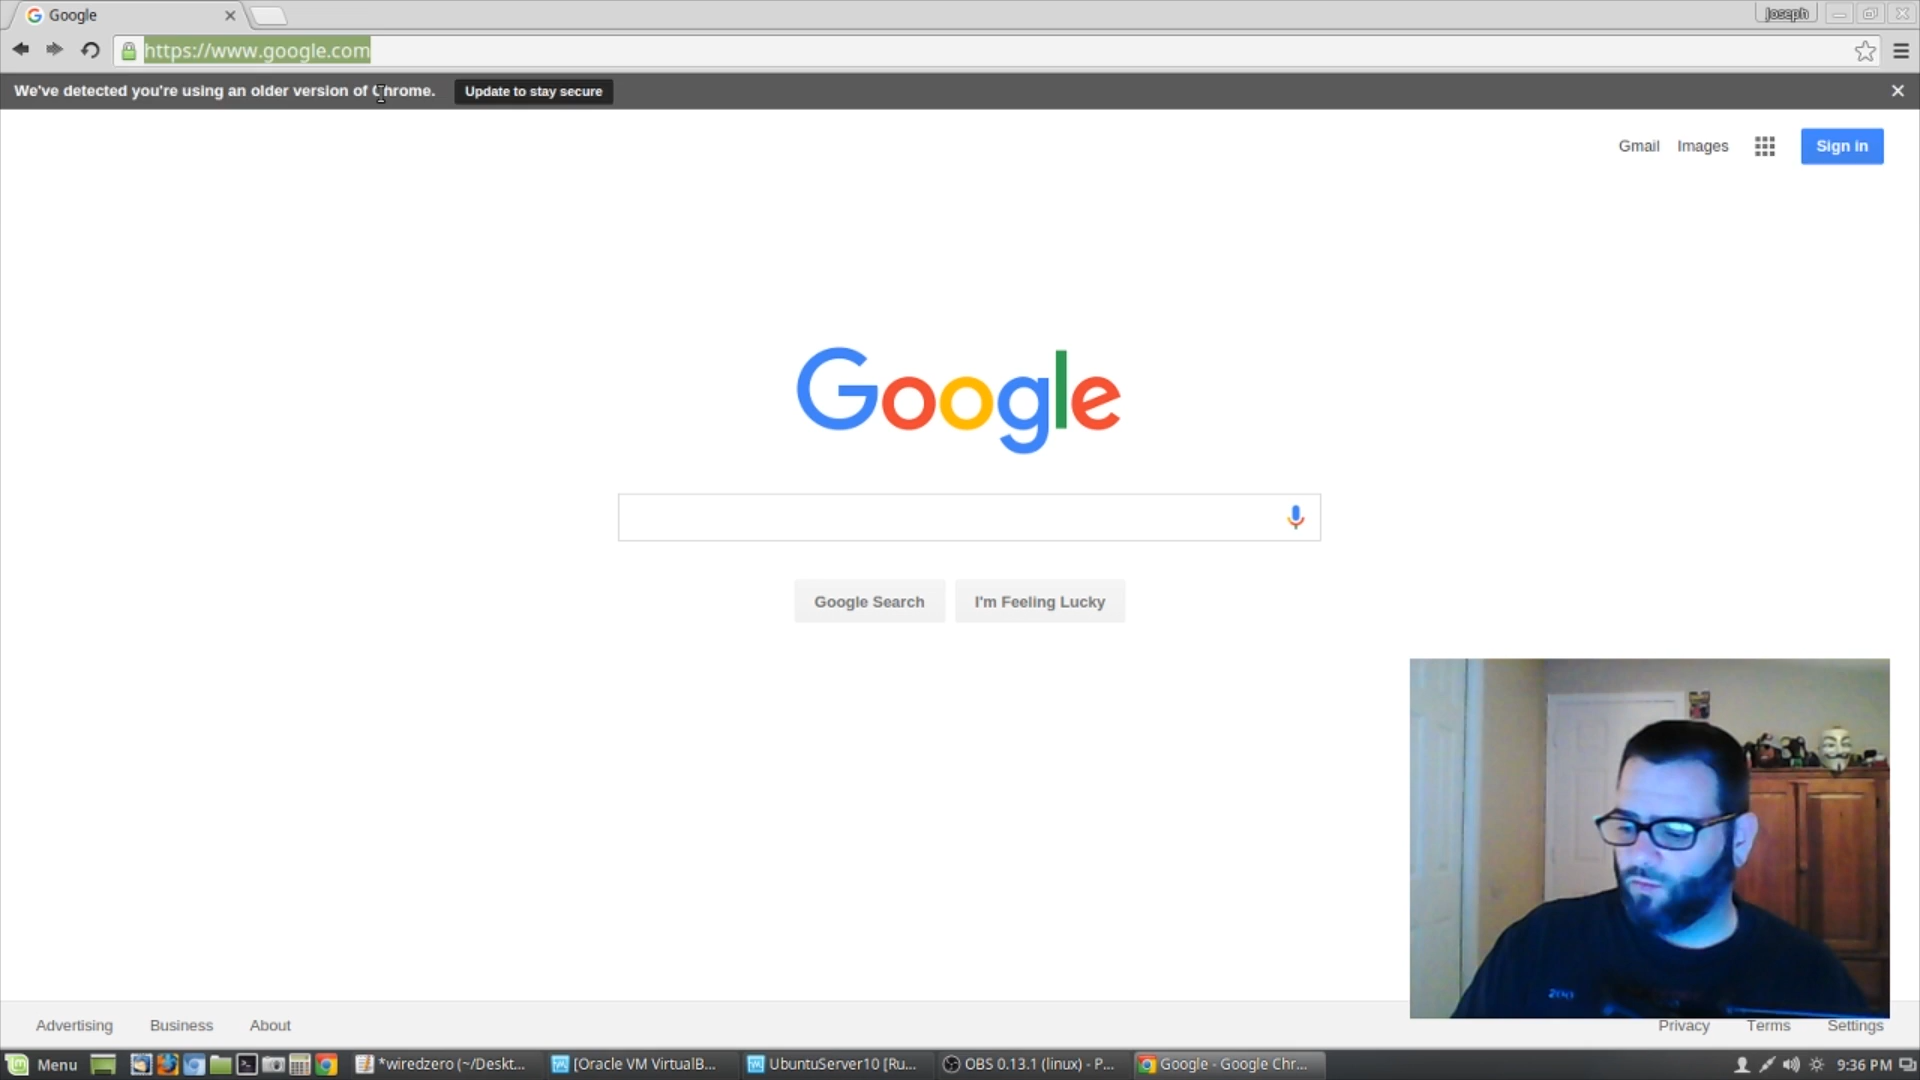 Google
joseph
https://www.google.com
We've detected you're using an older version of Chrome.
Update to stay secure
Gmail
Images
Sign in
Google
Google Search
I'm Feeling Lucky
Advertising
Business
About
Privacy
Terms
Settings
Menu
*wiredzero (~/Deskt...
[Oracle VM VirtualB...
UbuntuServer10 [Ru...
OBS 0.13.1 (linux) - P...
Google - Google Chr...
9:36 PM